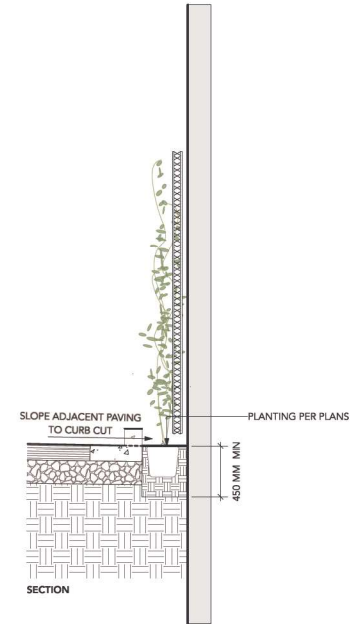 SLOPE ADJACENT PAVING
TO CURB CUT
PLANTING PER PLANS
450 MM MIN
SECTION